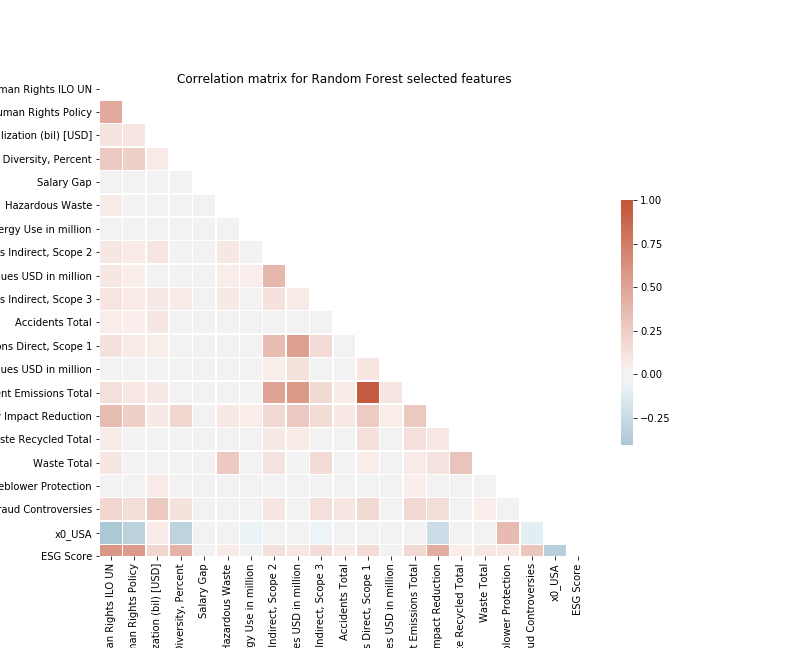 Correlation matrix for Random Forest selected features
man Rights ILO UN
uman Rights Policy
lization (bil) [USD]
Diversity, Percent
Salary Gap
Hazardous Waste
ergy Use in million
s Indirect, Scope 2
ues USD in million
s Indirect, Scope 3
Accidents Total
ons Direct, Scope 1
ues USD in million
ent Emissions Total
Impact Reduction
ste Recycled Total
Waste Total
eblower Protection
raud Controversies
x0_USA
ESG Score
an Rights ILO UN
man Rights Policy
zation (bil) [USD]
Diversity, Percent
Salary Gap
Hazardous Waste
gy Use in million
Indirect, Scope 2
es USD in million
Indirect, Scope 3
Accidents Total
s Direct, Scope 1
es USD in million
t Emissions Total
mpact Reduction
e Recycled Total
Waste Total
blower Protection
ud Controversies
x0_USA
ESG Score
1.00
0.75
0.50
0.25
0.00
−0.25